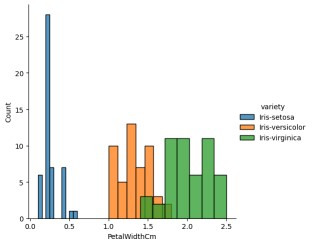 25
20
15
10
5
0
Count
0.0 0.5 1.0 1.5 2.0 2.5
PetalWidthCm
variety
Iris-setosa
Iris-versicolor
Iris-virginica